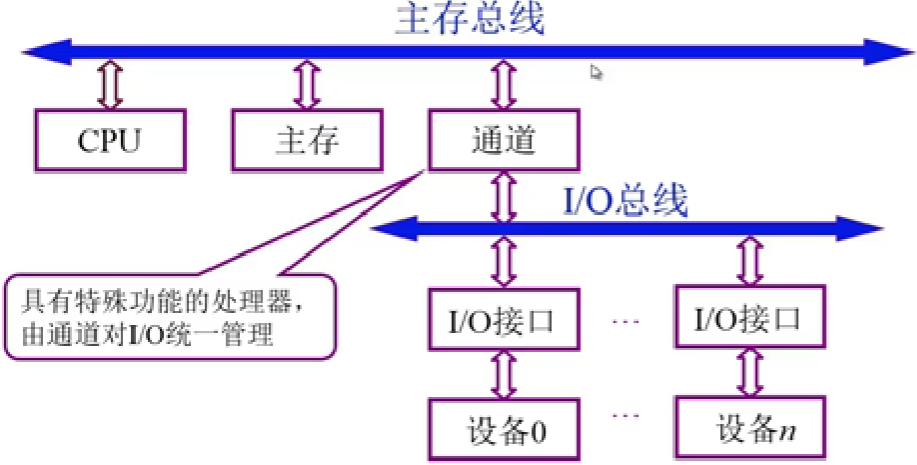 主存总线
CPU
主存
通道
I/O总线
具有特殊功能的处理器，
由通道对I/O统一管理
I/O接口
…
I/O接口
设备0
…
设备n